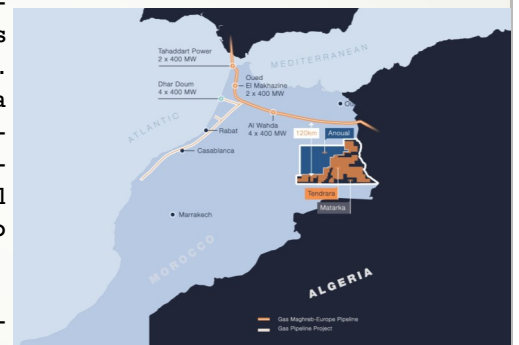 Tahaddart Power
2 x 400 MW
MEDITERRANEAN
Dhar Doum
4 x 400 MW
Oued
El Makhazine
2 x 400 MW
ATLANTIC
Al Wahda
4 x 400 MW
120km
Anoual
Rabat
Casablanca
Tendrara
Matarka
Marrakech
MOROCCO
ALGERIA
Gas Maghreb-Europe Pipeline
Gas Pipeline Project